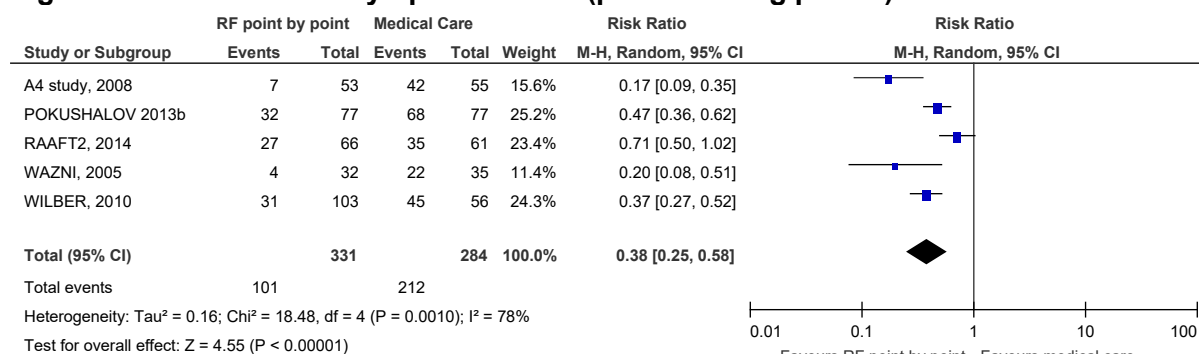 RF point by point Medical Care Risk Ratio Risk Ratio
Study or Subgroup Events Total Events Total Weight M-H, Random, 95% CI M-H, Random, 95% CI
A4 study, 2008 7 53 42 55 15.6% 0.17 [0.09, 0.35]
POKUSHALOV 2013b 32 77 68 77 25.2% 0.47 [0.36, 0.62]
RAAFT2, 2014 27 66 35 61 23.4% 0.71 [0.50, 1.02]
WAZNI, 2005 4 32 22 35 11.4% 0.20 [0.08, 0.51]
WILBER, 2010 31 103 45 56 24.3% 0.37 [0.27, 0.52]
Total (95% CI) 331 284 100.0% 0.38 [0.25, 0.58]
Total events 101 212
Heterogeneity: Tau² = 0.16; Chi² = 18.48, df = 4 (P = 0.0010); I² = 78%
Test for overall effect: Z = 4.55 (P < 0.00001)
0.01 0.1 1 10 100